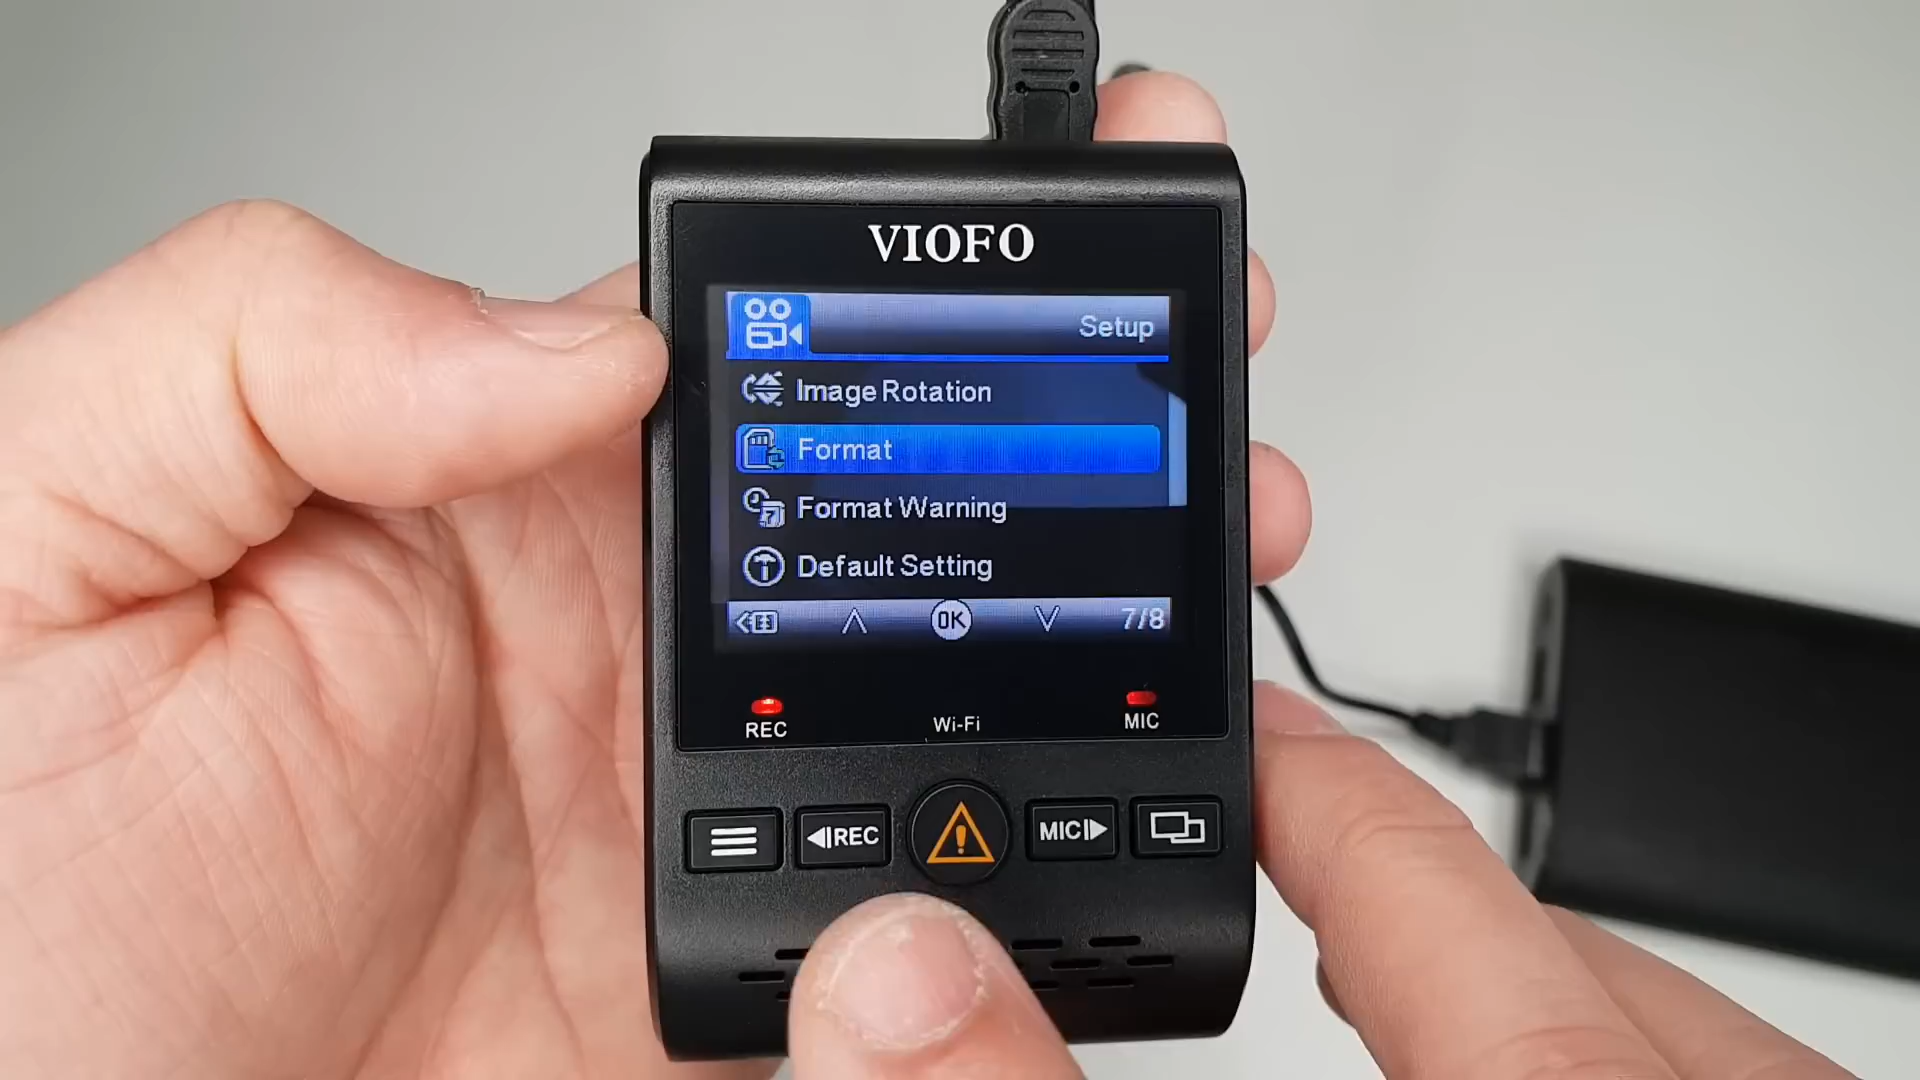 VIOFO
Setup
Image Rotation
Format
Format Warning
Default Setting
OK
7/8
REC
Wi-Fi
MIC
REC
MIC